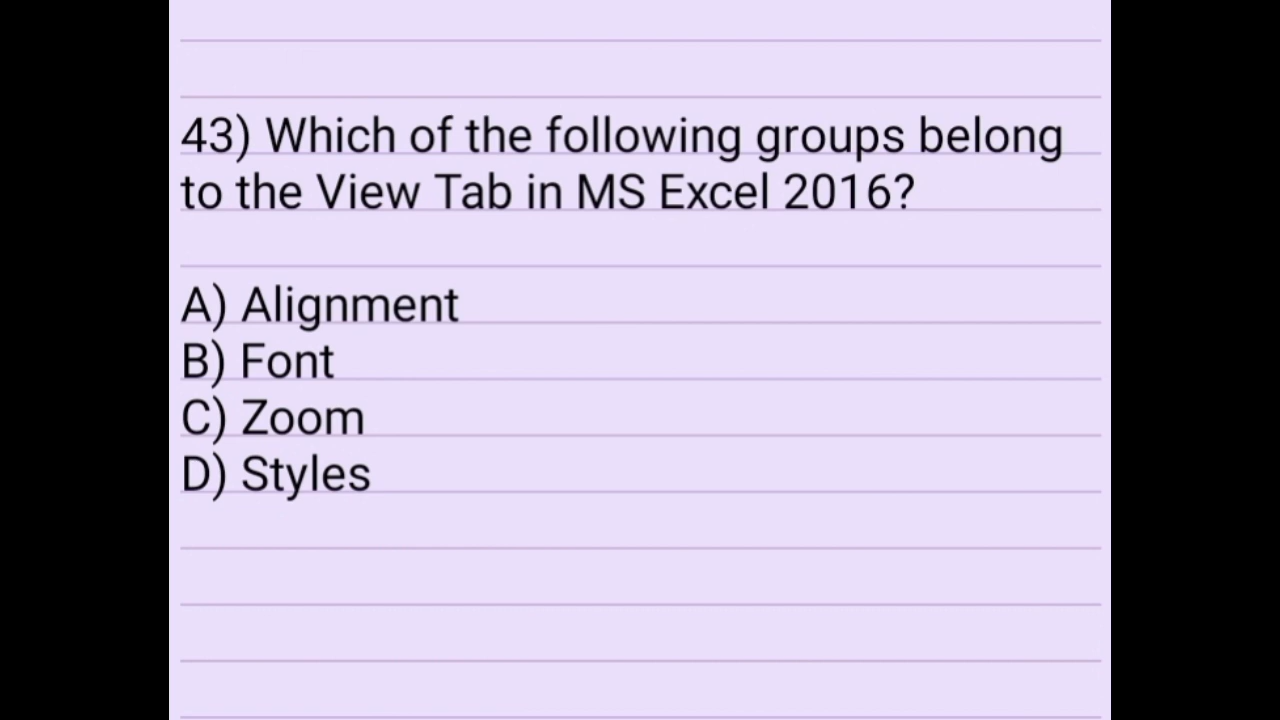 43) Which of the following groups belong
to the View Tab in MS Excel 2016?
A) Alignment
B) Font
C) Zoom
D) Styles